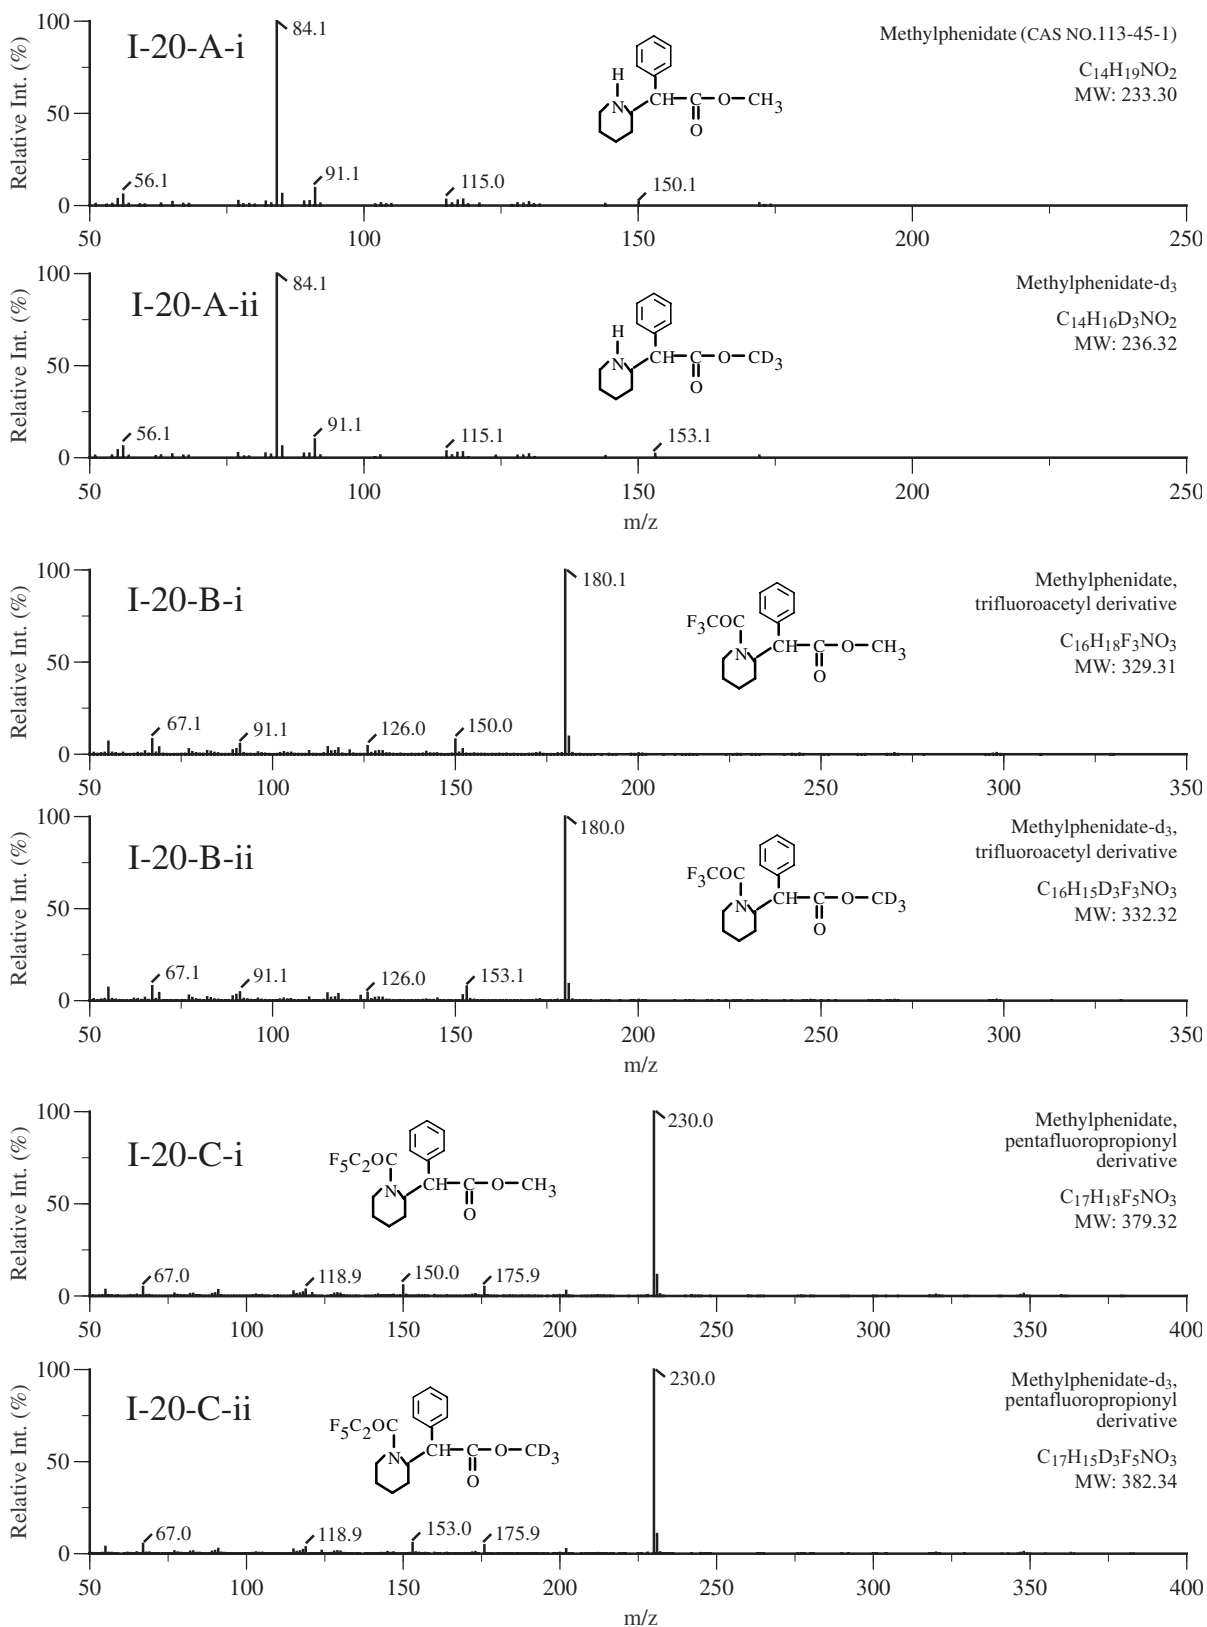 I-20-A-i
Methylphenidate (CAS NO.113-45-1)
C14H19NO2
MW: 233.30
Relative Int. (%)
100
50
0
84.1
56.1
91.1
115.0
150.1
H
N
CH
C
O
CH3
O
50
100
150
200
250
I-20-A-ii
Methylphenidate-d3
C14H16D3NO2
MW: 236.32
Relative Int. (%)
100
50
0
84.1
56.1
91.1
115.1
153.1
H
N
CH
C
O
CD3
O
50
100
150
200
250
m/z
I-20-B-i
Methylphenidate,
trifluoroacetyl derivative
C16H18F3NO3
MW: 329.31
Relative Int. (%)
100
50
0
180.1
67.1
91.1
126.0
150.0
F3COC
N
CH
C
O
CH3
O
50
100
150
200
250
300
350
I-20-B-ii
Methylphenidate-d3,
trifluoroacetyl derivative
C16H15D3F3NO3
MW: 332.32
Relative Int. (%)
100
50
0
180.0
67.1
91.1
126.0
153.1
F3COC
N
CH
C
O
CD3
O
50
100
150
200
250
300
350
m/z
I-20-C-i
Methylphenidate,
pentafluoropropionyl
derivative
C17H18F5NO3
MW: 379.32
Relative Int. (%)
100
50
0
230.0
67.0
118.9
150.0
175.9
F5C2OC
N
CH
C
O
CH3
O
50
100
150
200
250
300
350
400
I-20-C-ii
Methylphenidate-d3,
pentafluoropropionyl
derivative
C17H15D3F5NO3
MW: 382.34
Relative Int. (%)
100
50
0
230.0
67.0
118.9
153.0
175.9
F5C2OC
N
CH
C
O
CD3
O
50
100
150
200
250
300
350
400
m/z